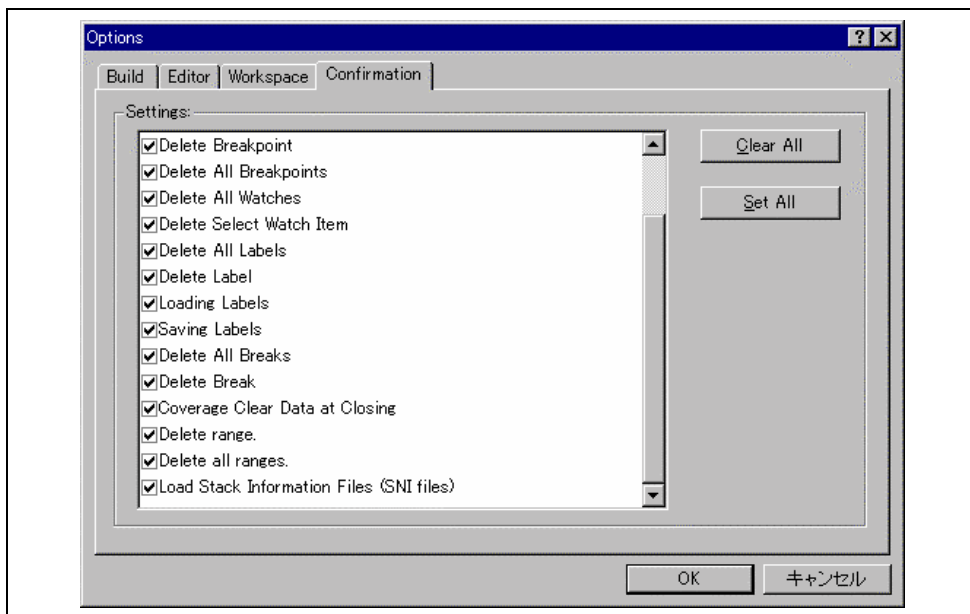 Options
Build Editor Workspace Confirmation
Settings:
Delete Breakpoint
Delete All Breakpoints
Delete All Watches
Delete Select Watch Item
Delete All Labels
Delete Label
Loading Labels
Saving Labels
Delete All Breaks
Delete Break
Coverage Clear Data at Closing
Delete range.
Delete all ranges.
Load Stack Information Files (SNI files)
Clear All
Set All
OK キャンセル